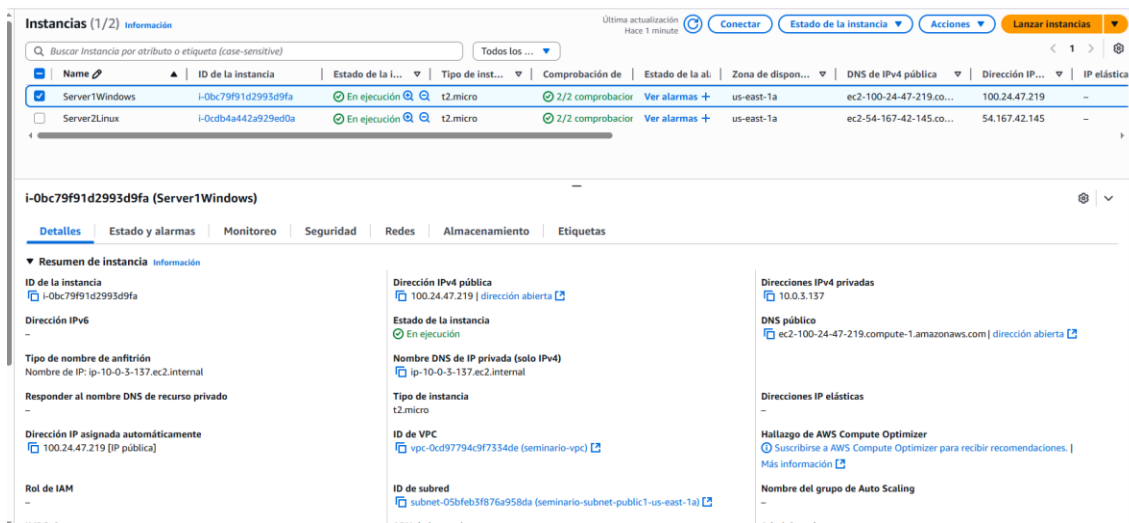 Instancias (1/2) Información
Última actualización
Hace 1 minute
Conectar
Estado de la instancia
Acciones
Lanzar instancias
Buscar Instancia por atributo o etiqueta (case-sensitive)
Todos los ...
1
Name ID de la instancia Estado de la i... Tipo de inst... Comprobación de Estado de la al Zona de dispon... DNS de IPv4 pública Dirección IP... IP elástica
Server1Windows i-0bc79f91d2993d9fa En ejecución t2.micro 2/2 comprobacior Ver alarmas + us-east-1a ec2-100-24-47-219.co... 100.24.47.219 –
Server2Linux i-0cdb4a442a929ed0a En ejecución t2.micro 2/2 comprobacior Ver alarmas + us-east-1a ec2-54-167-42-145.co... 54.167.42.145 –
i-0bc79f91d2993d9fa (Server1Windows)
Detalles Estado y alarmas Monitoreo Seguridad Redes Almacenamiento Etiquetas
Resumen de instancia Información
ID de la instancia
i-0bc79f91d2993d9fa
Dirección IPv4 pública
100.24.47.219 | dirección abierta
Direcciones IPv4 privadas
10.0.3.137
Dirección IPv6
–
Estado de la instancia
En ejecución
DNS público
ec2-100-24-47-219.compute-1.amazonaws.com | dirección abierta
Tipo de nombre de anfitrión
Nombre de IP: ip-10-0-3-137.ec2.internal
Nombre DNS de IP privada (solo IPv4)
ip-10-0-3-137.ec2.internal
Responder al nombre DNS de recurso privado
–
Tipo de instancia
t2.micro
Direcciones IP elásticas
–
Dirección IP asignada automáticamente
100.24.47.219 [IP pública]
ID de VPC
vpc-0cd97794c9f7334de (seminario-vpc)
Hallazgo de AWS Compute Optimizer
Suscribirse a AWS Compute Optimizer para recibir recomendaciones. |
Más información
Rol de IAM
–
ID de subred
subnet-05bfeb3f876a958da (seminario-subnet-public1-us-east-1a)
Nombre del grupo de Auto Scaling
–